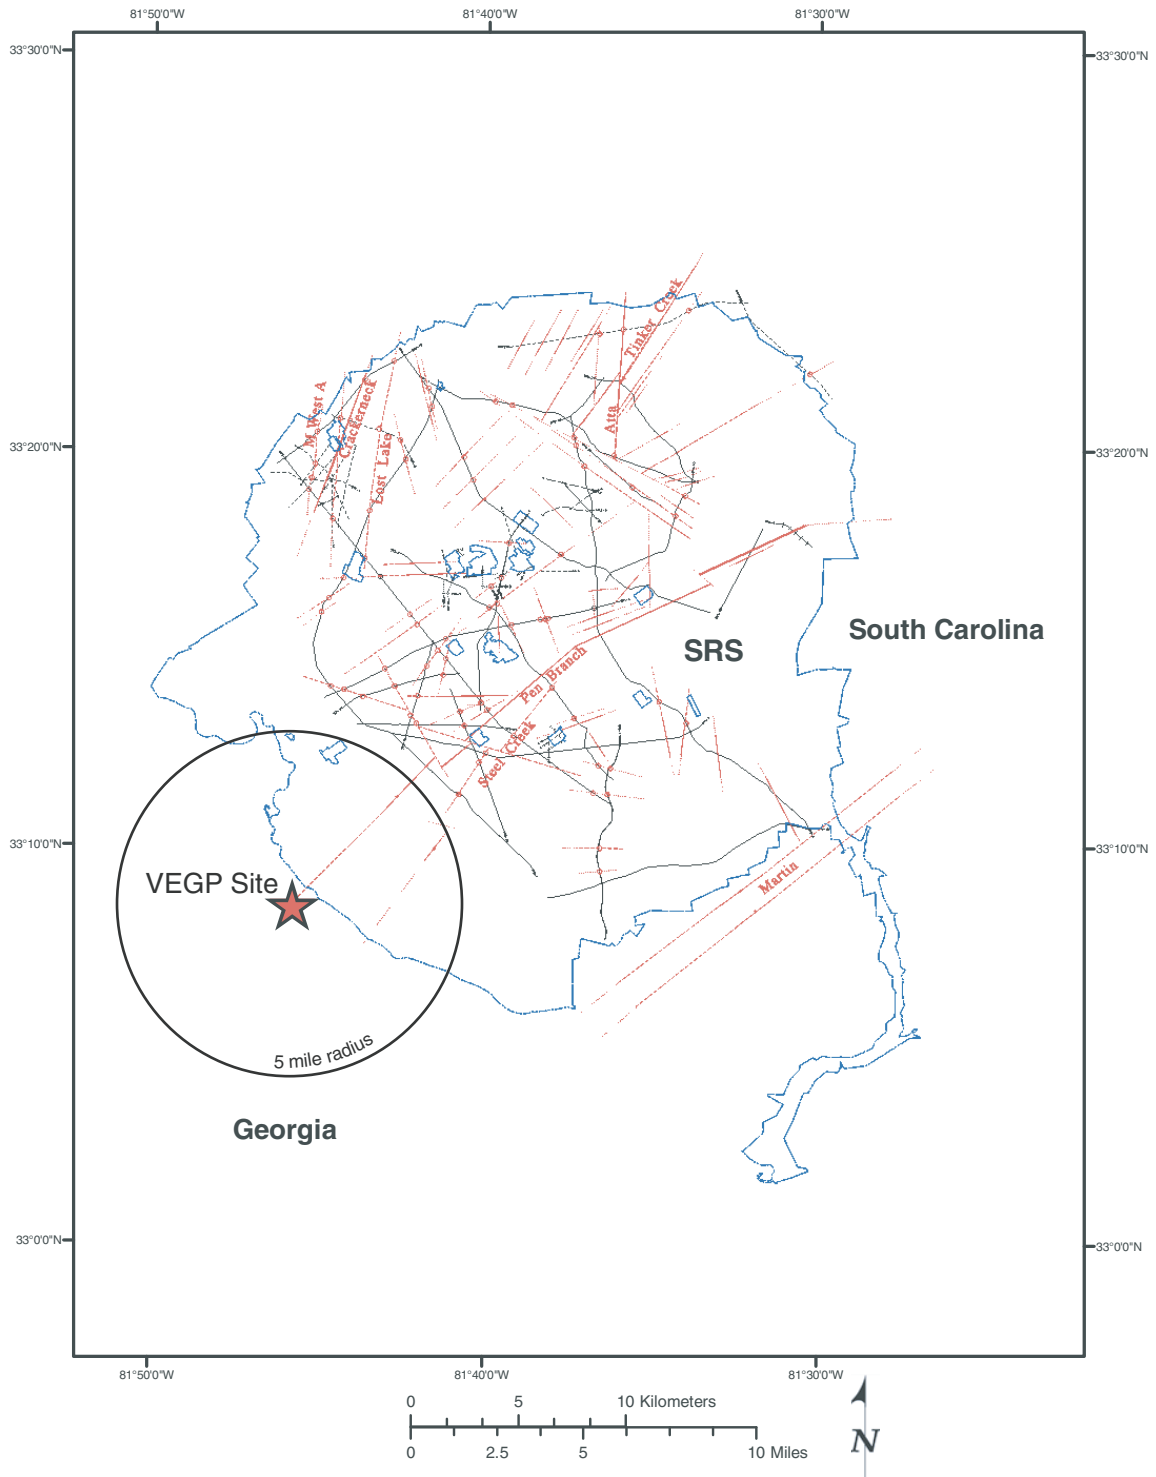 81°50'0"W 81°40'0"W 81°30'0"W
33°30'0"N 33°30'0"N
Tinker Creek
M West A
Crackerneck
Atta
Lost Lake
33°20'0"N 33°20'0"N
South Carolina
SRS
Pen Branch
Steel Creek
33°10'0"N 33°10'0"N
VEGP Site
Martin
5 mile radius
Georgia
33°0'0"N 33°0'0"N
81°50'0"W 81°40'0"W 81°30'0"W
0 5 10 Kilometers
0 2.5 5 10 Miles
N